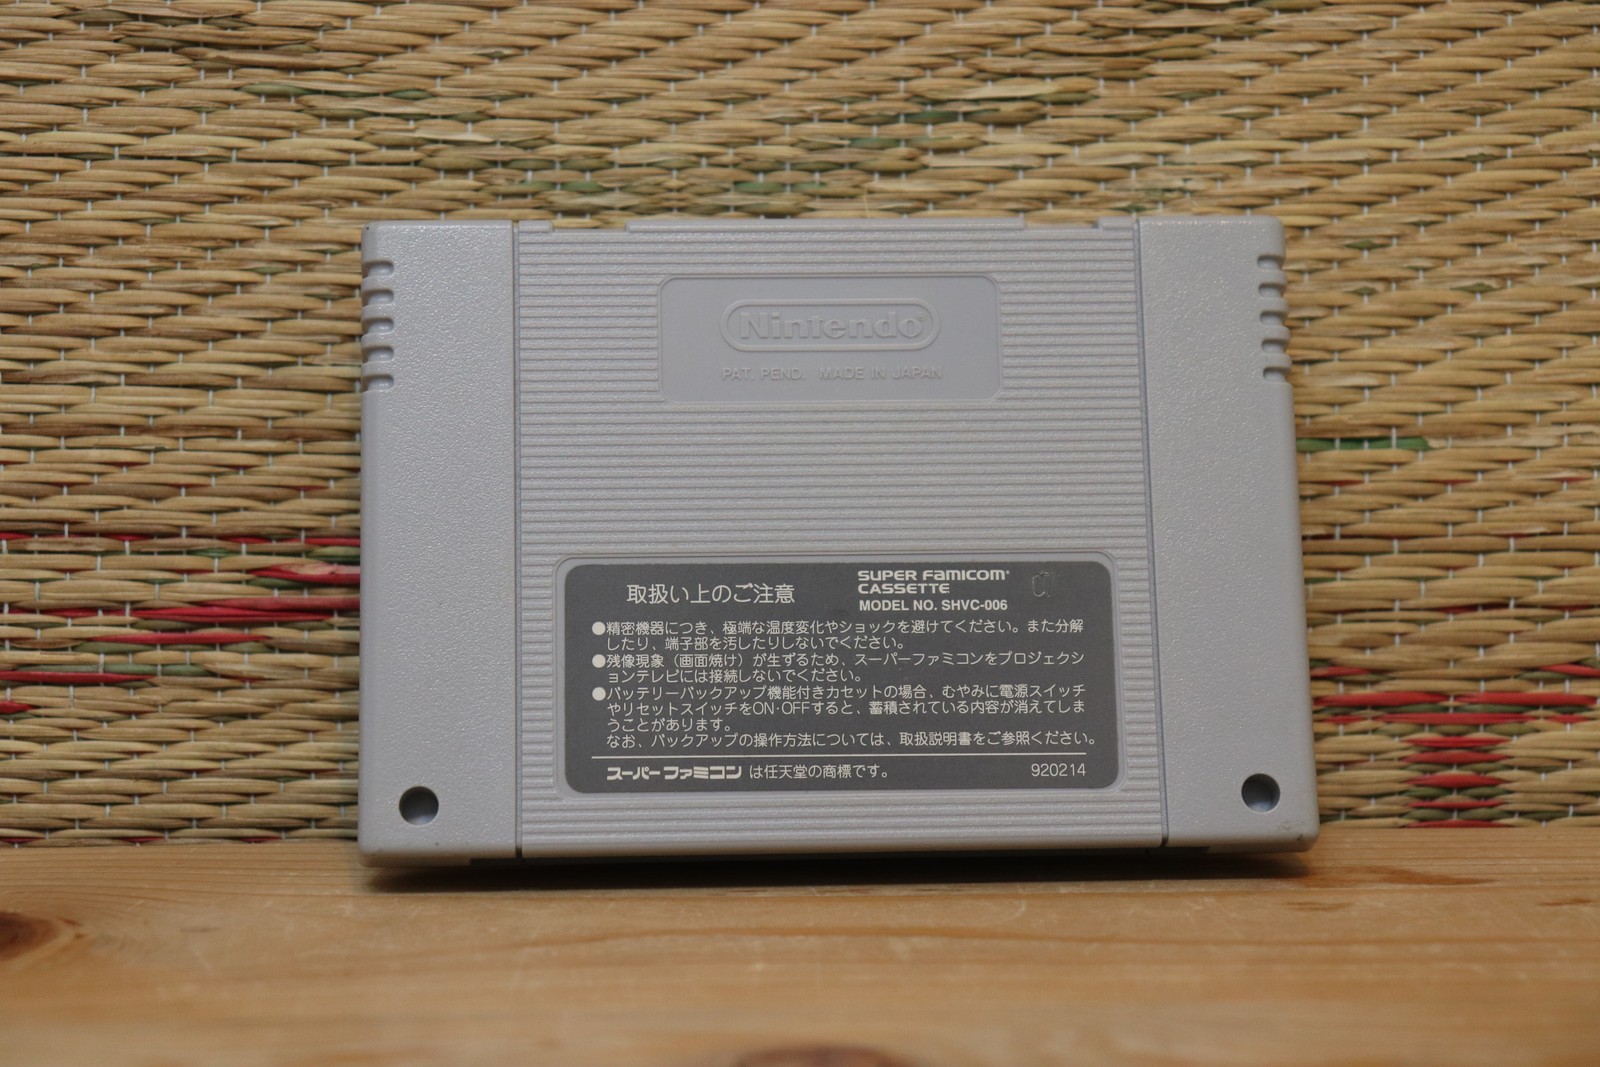 Nintendo
PAT. PEND. MADE IN JAPAN
取扱い上のご注意
SUPER FAMICOM
CASSETTE
MODEL NO. SHVC-006
●精密機器につき、極端な温度変化やショックを避けてください。また分解
したり、端子部を汚したりしないでください。
●残像現象（画面焼け）が生ずるため、スーパーファミコンをプロジェクシ
ョンテレビには接続しないでください。
●バッテリーバックアップ機能付きカセットの場合、むやみに電源スイッチ
やリセットスイッチをON·OFFすると、蓄積されている内容が消えてしま
うことがあります。
なお、バックアップの操作方法については、取扱説明書をご参照ください。
スーパーファミコン は任天堂の商標です。 920214